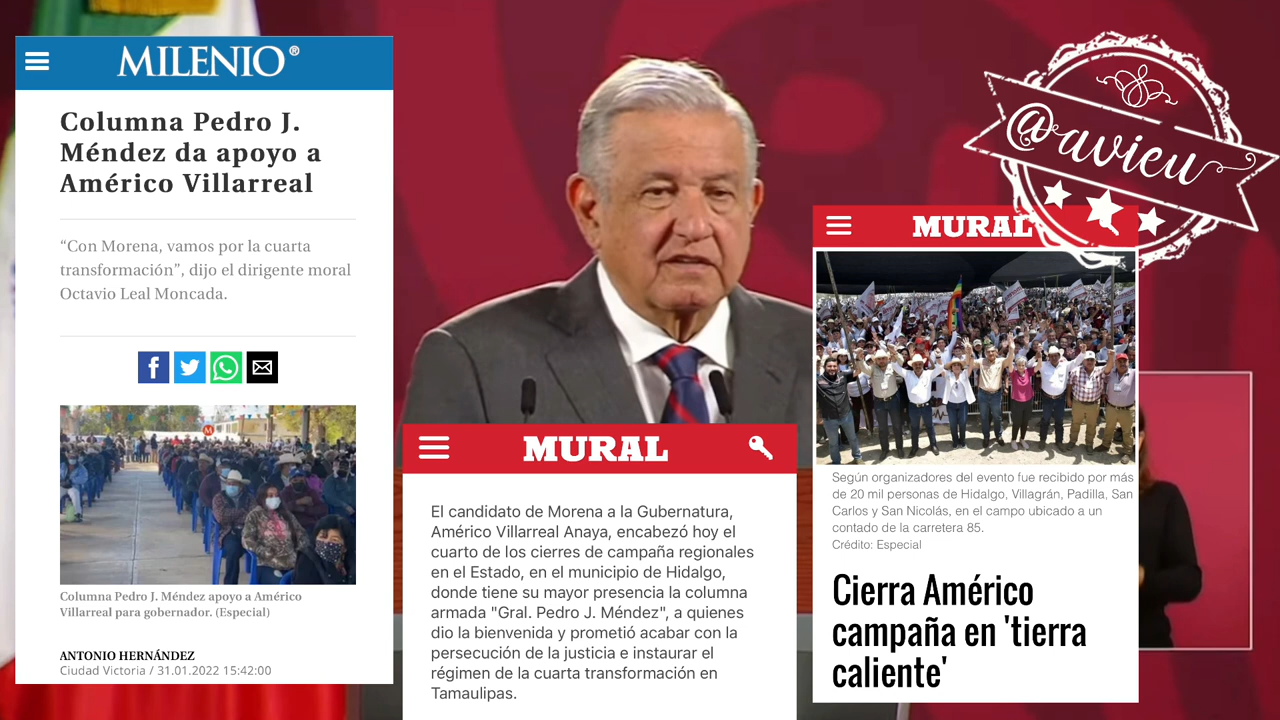 MILENIO®
Columna Pedro J.
Méndez da apoyo a
Américo Villarreal
“Con Morena, vamos por la cuarta
transformación”, dijo el dirigente moral
Octavio Leal Moncada.
Columna Pedro J. Méndez apoyo a Américo
Villarreal para gobernador. (Especial)
ANTONIO HERNÁNDEZ
Ciudad Victoria / 31.01.2022 15:42:00
MURAL
El candidato de Morena a la Gubernatura,
Américo Villarreal Anaya, encabezó hoy el
cuarto de los cierres de campaña regionales
en el Estado, en el municipio de Hidalgo,
donde tiene su mayor presencia la columna
armada "Gral. Pedro J. Méndez", a quienes
dio la bienvenida y prometió acabar con la
persecución de la justicia e instaurar el
régimen de la cuarta transformación en
Tamaulipas.
@avieu
MURAL
Según organizadores del evento fue recibido por más
de 20 mil personas de Hidalgo, Villagrán, Padilla, San
Carlos y San Nicolás, en el campo ubicado a un
contado de la carretera 85.
Crédito: Especial
Cierra Américo
campaña en 'tierra
caliente'